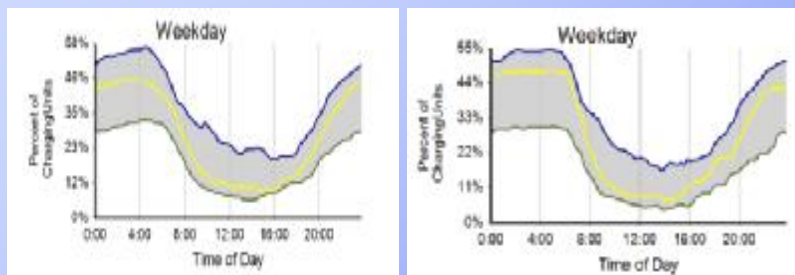 Weekday
58%
46%
35%
23%
12%
0%
Percent of
Charging Units
0:00 4:00 8:00 12:00 16:00 20:00
Time of Day
Weekday
55%
44%
33%
22%
11%
0%
Percent of
Charging Units
0:00 4:00 8:00 12:00 16:00 20:00
Time of Day